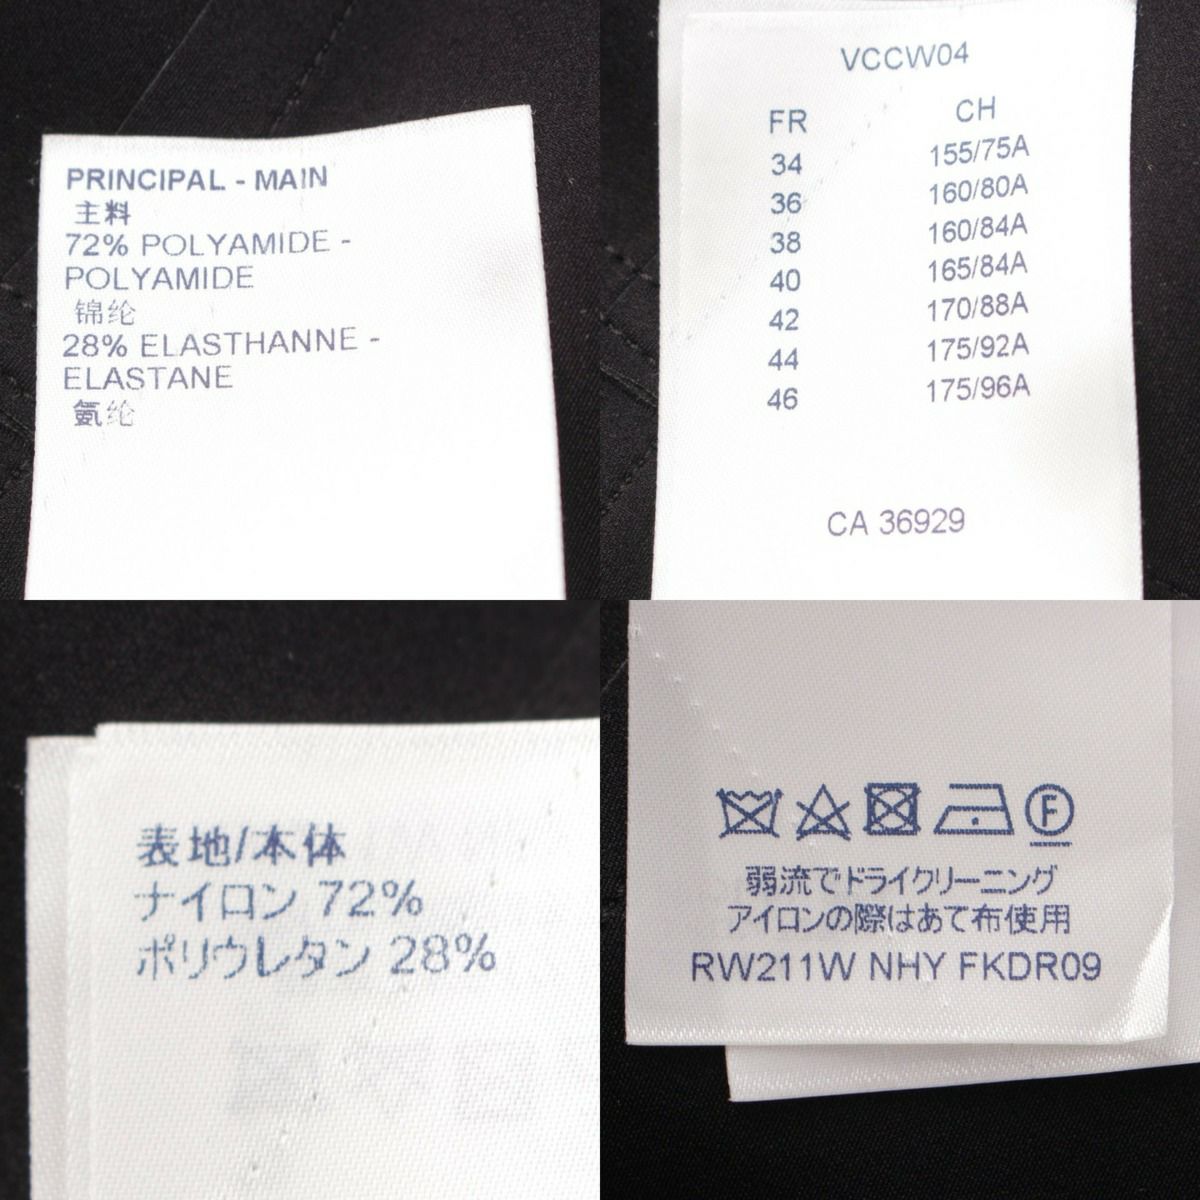 PRINCIPAL - MAIN
主料
72% POLYAMIDE -
POLYAMIDE
锦纶
28% ELASTHANNE -
ELASTANE
氨纶
VCCW04
FR CH
34 155/75A
36 160/80A
38 160/84A
40 165/84A
42 170/88A
44 175/92A
46 175/96A
CA 36929
表地/本体
ナイロン 72%
ポリウレタン 28%
F
弱流でドライクリーニング
アイロンの際はあて布使用
RW211W NHY FKDR09